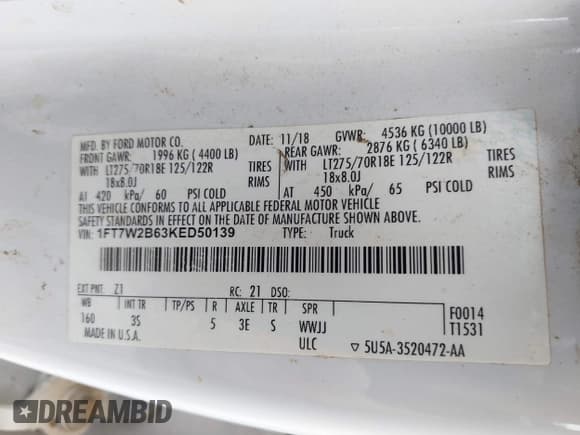 MFD. BY FORD MOTOR CO.
DATE: 11/18 GVWR: 4536 KG (10000 LB)
FRONT GAWR: 1996 KG (4400 LB) REAR GAWR: 2876 KG (6340 LB)
WITH LT275/70R18E 125/122R TIRES WITH LT275/70R18E 125/122R TIRES
18x8.0J RIMS 18x8.0J RIMS
AT 420 kPa/ 60 PSI COLD AT 450 kPa/ 65 PSI COLD
THIS VEHICLE CONFORMS TO ALL APPLICABLE FEDERAL MOTOR VEHICLE
SAFETY STANDARDS IN EFFECT ON THE DATE OF MANUFACTURE SHOWN ABOVE.
VIN: 1FT7W2B63KED50139 TYPE: Truck
EXT PNT: Z1 RC: 21 DSO:
WB INT TR TP/PS R AXLE TR SPR F0014
160 3S 5 3E S WWJJ T1531
MADE IN U.S.A. ULC ▽ 5U5A-3520472-AA
DREAMBID